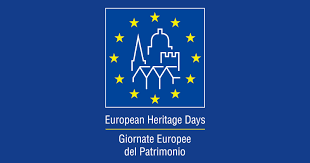 European Heritage Days
Giornate Europee
del Patrimonio